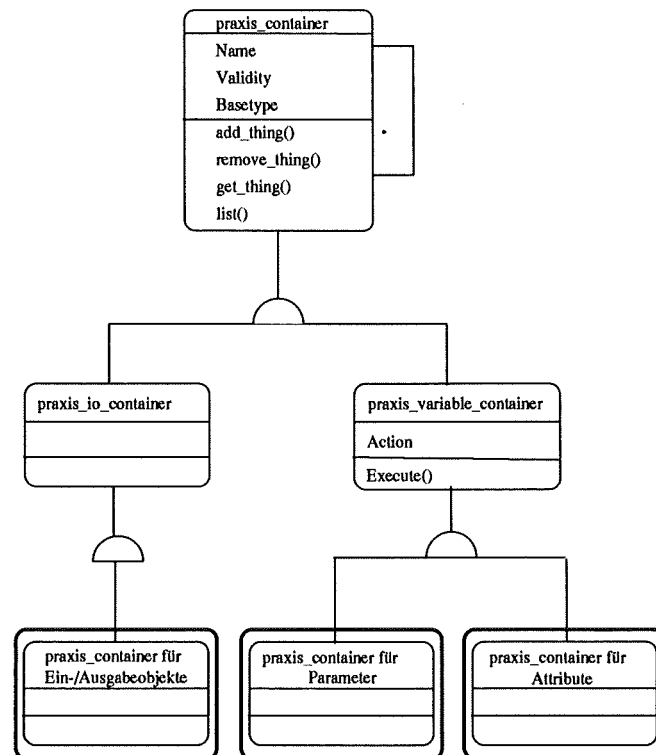 praxis_container
Name
Validity
Basetype
add_thing()
remove_thing()
get_thing()
list()
praxis_io_container
praxis_variable_container
Action
Execute()
praxis_container für
Ein-/Ausgabeobjekte
praxis_container für
Parameter
praxis_container für
Attribute